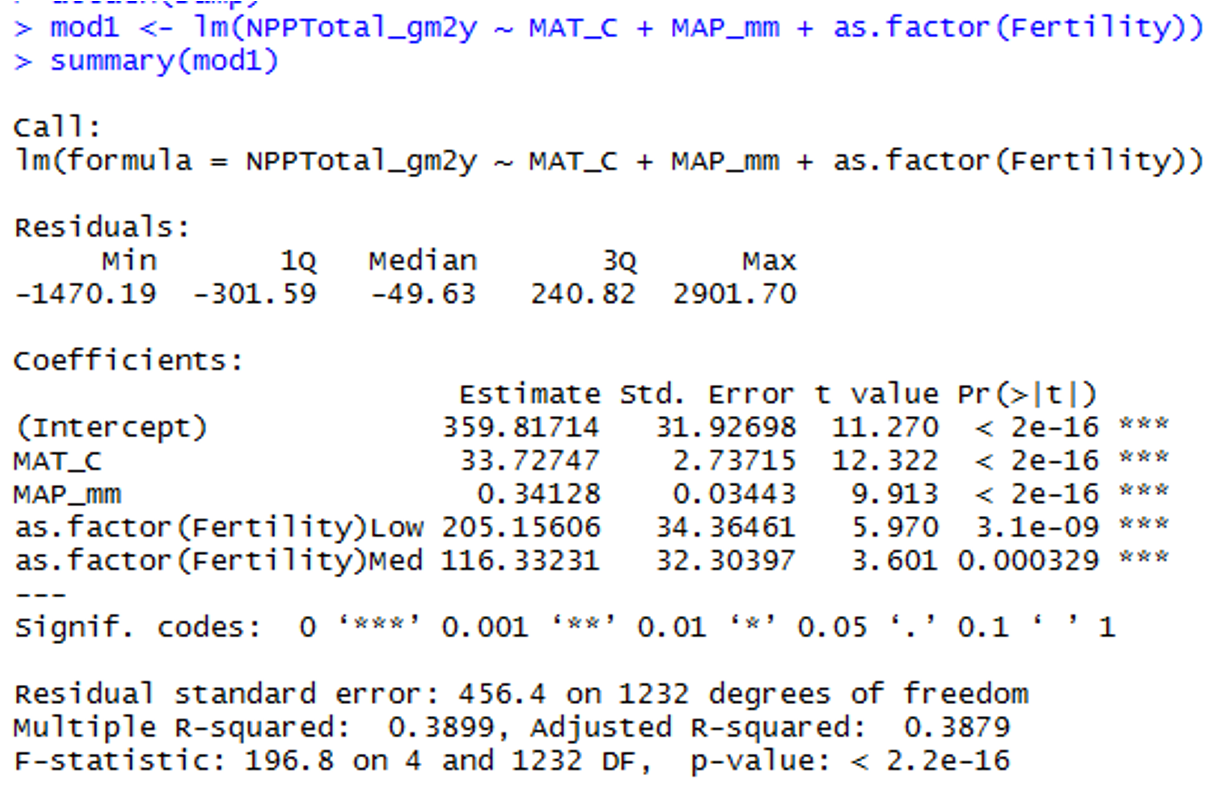 > mod1 <- lm(NPPTotal_gm2y ~ MAT_C + MAP_mm + as.factor(Fertility))
> summary(mod1)
Call:
lm(formula = NPPTotal_gm2y ~ MAT_C + MAP_mm + as.factor(Fertility))
Residuals:
Min 1Q Median 3Q Max
-1470.19 -301.59 -49.63 240.82 2901.70
Coefficients:
Estimate Std. Error t value Pr(>|t|)
(Intercept) 359.81714 31.92698 11.270 < 2e-16 ***
MAT_C 33.72747 2.73715 12.322 < 2e-16 ***
MAP_mm 0.34128 0.03443 9.913 < 2e-16 ***
as.factor(Fertility)Low 205.15606 34.36461 5.970 3.1e-09 ***
as.factor(Fertility)Med 116.33231 32.30397 3.601 0.000329 ***
---
Signif. codes: 0 ‘***’ 0.001 ‘**’ 0.01 ‘*’ 0.05 ‘.’ 0.1 ‘ ’ 1
Residual standard error: 456.4 on 1232 degrees of freedom
Multiple R-squared: 0.3899, Adjusted R-squared: 0.3879
F-statistic: 196.8 on 4 and 1232 DF, p-value: < 2.2e-16